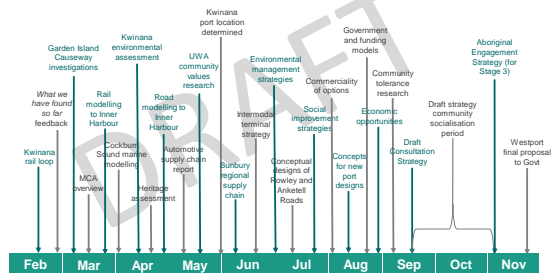 DRAFT
Kwinana
rail loop
What we
have found
so far
feedback
Garden Island
Causeway
investigations
MCA
overview
Rail
modelling
to Inner
Harbour
Cockburn
Sound marine
modelling
Kwinana
environmental
assessment
Heritage
assessment
Road
modelling to
Inner
Harbour
Automotive
supply chain
report
UWA
community
values
research
Kwinana
port location
determined
Bunbury
regional
supply
chain
Intermodal
terminal
strategy
Environmental
management
strategies
Conceptual
designs of
Rowley and
Anketell
Roads
Social
improvement
strategies
Commerciality
of options
Concepts
for new
port
designs
Government
and funding
models
Economic
opportunities
Community
tolerance
research
Draft
Consultation
Strategy
Draft strategy
community
socialisation
period
Aboriginal
Engagement
Strategy (for
Stage 3)
Westport
final proposal
to Govt
Feb Mar Apr May Jun Jul Aug Sep Oct Nov